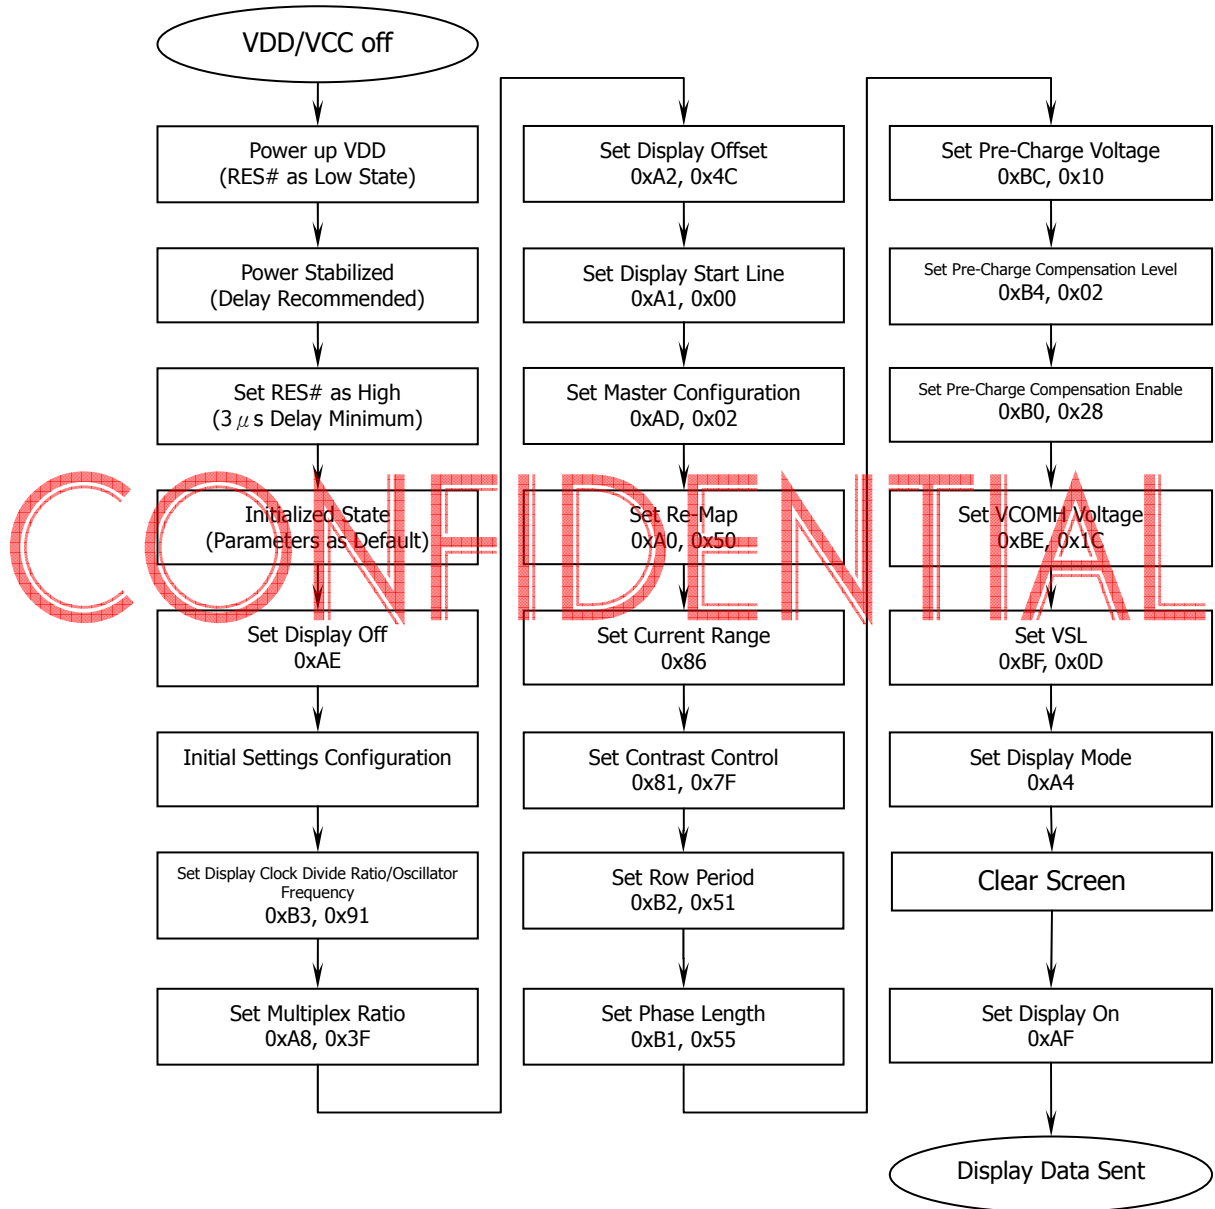 VDD/VCC off
Power up VDD
(RES# as Low State)
Power Stabilized
(Delay Recommended)
Set RES# as High
(3 μs Delay Minimum)
Initialized State
(Parameters as Default)
Set Display Off
0xAE
Initial Settings Configuration
Set Display Clock Divide Ratio/Oscillator
Frequency
0xB3, 0x91
Set Multiplex Ratio
0xA8, 0x3F
Set Display Offset
0xA2, 0x4C
Set Display Start Line
0xA1, 0x00
Set Master Configuration
0xAD, 0x02
Set Re-Map
0xA0, 0x50
Set Current Range
0x86
Set Contrast Control
0x81, 0x7F
Set Row Period
0xB2, 0x51
Set Phase Length
0xB1, 0x55
Set Pre-Charge Voltage
0xBC, 0x10
Set Pre-Charge Compensation Level
0xB4, 0x02
Set Pre-Charge Compensation Enable
0xB0, 0x28
Set VCOMH Voltage
0xBE, 0x1C
Set VSL
0xBF, 0x0D
Set Display Mode
0xA4
Clear Screen
Set Display On
0xAF
Display Data Sent
CONFIDENTIAL